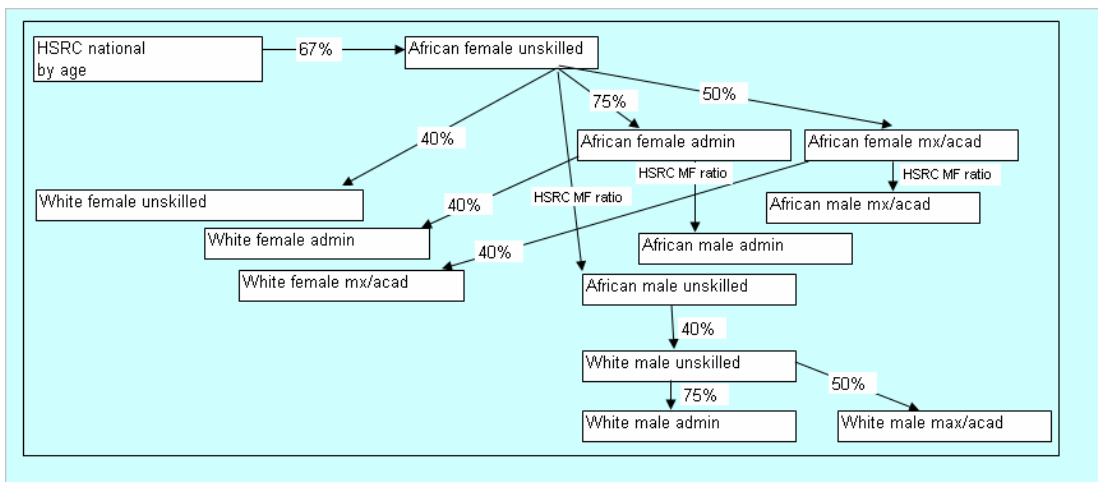 HSRC national
by age
67%
African female unskilled
75%
50%
40%
African female admin
African female mx/acad
HSRC MF ratio
HSRC MF ratio
HSRC MF ratio
White female unskilled
40%
African male mx/acad
White female admin
40%
African male admin
White female mx/acad
African male unskilled
40%
White male unskilled
75%
50%
White male admin
White male max/acad